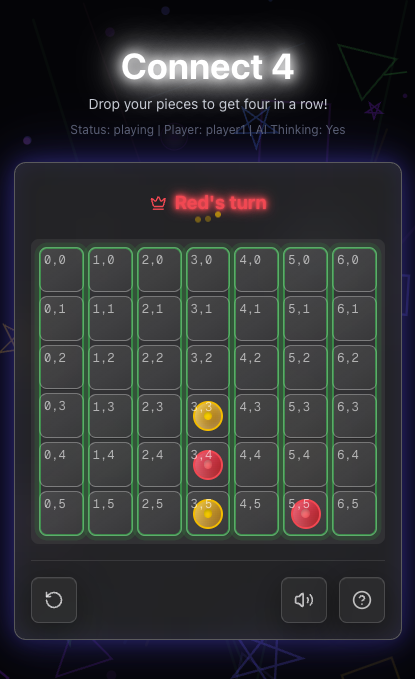 Connect 4
Drop your pieces to get four in a row!
Status: playing | Player: player1 | AI Thinking: Yes
Red's turn
0,0 1,0 2,0 3,0 4,0 5,0 6,0
0,1 1,1 2,1 3,1 4,1 5,1 6,1
0,2 1,2 2,2 3,2 4,2 5,2 6,2
0,3 1,3 2,3 3,3 4,3 5,3 6,3
0,4 1,4 2,4 3,4 4,4 5,4 6,4
0,5 1,5 2,5 3,5 4,5 5,5 6,5